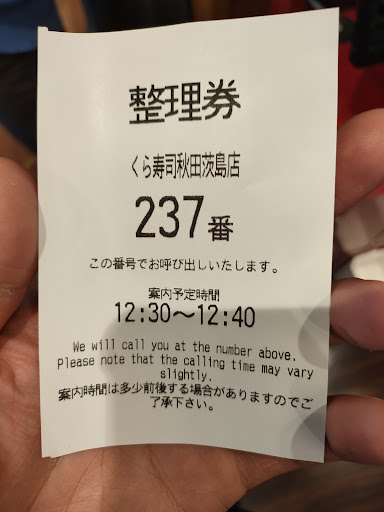 整理券
くら寿司秋田茨島店
237番
この番号でお呼び出しいたします。
案内予定時間
12:30～12:40
We will call you at the number above.
Please note that the calling time may vary
slightly.
案内時間は多少前後する場合がありますのでご
了承下さい。